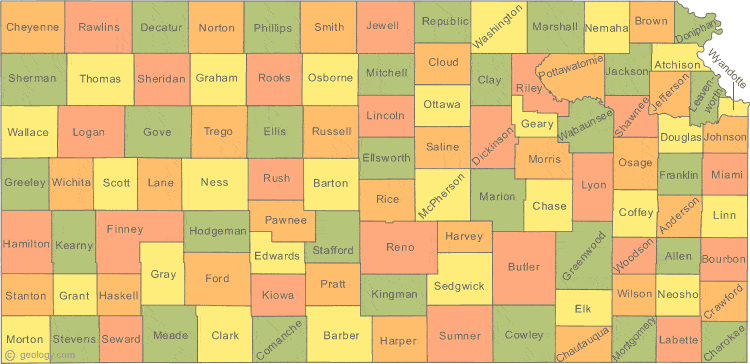 Cheyenne Rawlins Decatur Norton Phillips Smith Jewell Republic Washington Marshall Nemaha Brown Doniphan
Sherman Thomas Sheridan Graham Rooks Osborne Mitchell Cloud Clay Riley Pottawatomie Jackson Atchison Wyandotte
Jefferson Leaven-
worth
Wallace Logan Gove Trego Ellis Russell Lincoln Ottawa Dickinson Geary Wabaunsee Shawnee Douglas Johnson
Ellsworth Saline Morris Osage Franklin Miami
Greeley Wichita Scott Lane Ness Rush Barton Rice McPherson Marion Chase Lyon Coffey Anderson Linn
Hamilton Kearny Finney Hodgeman Pawnee Stafford Reno Harvey Butler Greenwood Woodson Allen Bourbon
Gray Ford Edwards
Stanton Grant Haskell Kiowa Pratt Kingman Sedgwick Elk Wilson Neosho Crawford
Morton Stevens Seward Meade Clark Comanche Barber Harper Sumner Cowley Chautauqua Montgomery Labette Cherokee
© geology.com